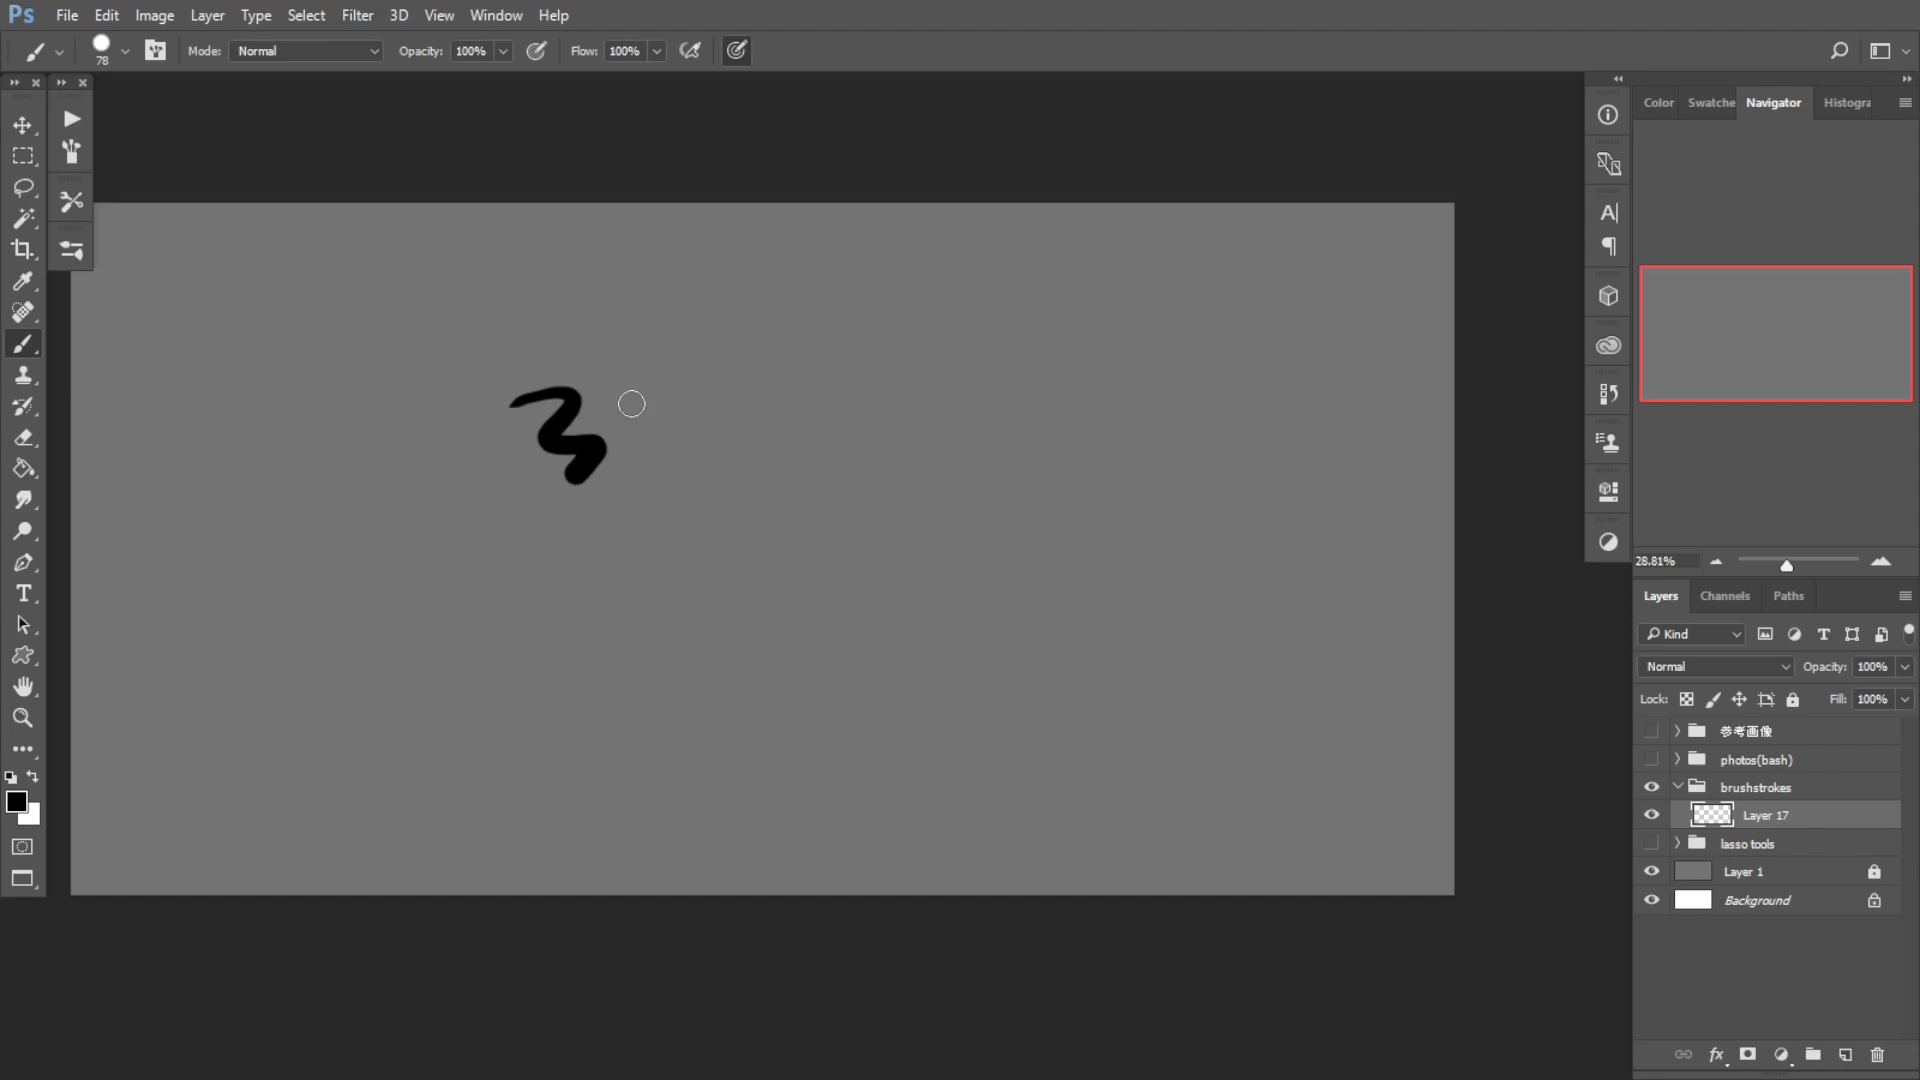 Ps File Edit Image Layer Type Select Filter 3D View Window Help
78 Mode: Normal Opacity: 100% Flow: 100%
Color Swatche Navigator Histogra
28.81%
Layers Channels Paths
Kind
Normal Opacity: 100%
Lock: Fill: 100%
参考画像
photos(bash)
brushstrokes
Layer 17
lasso tools
Layer 1
Background
fx